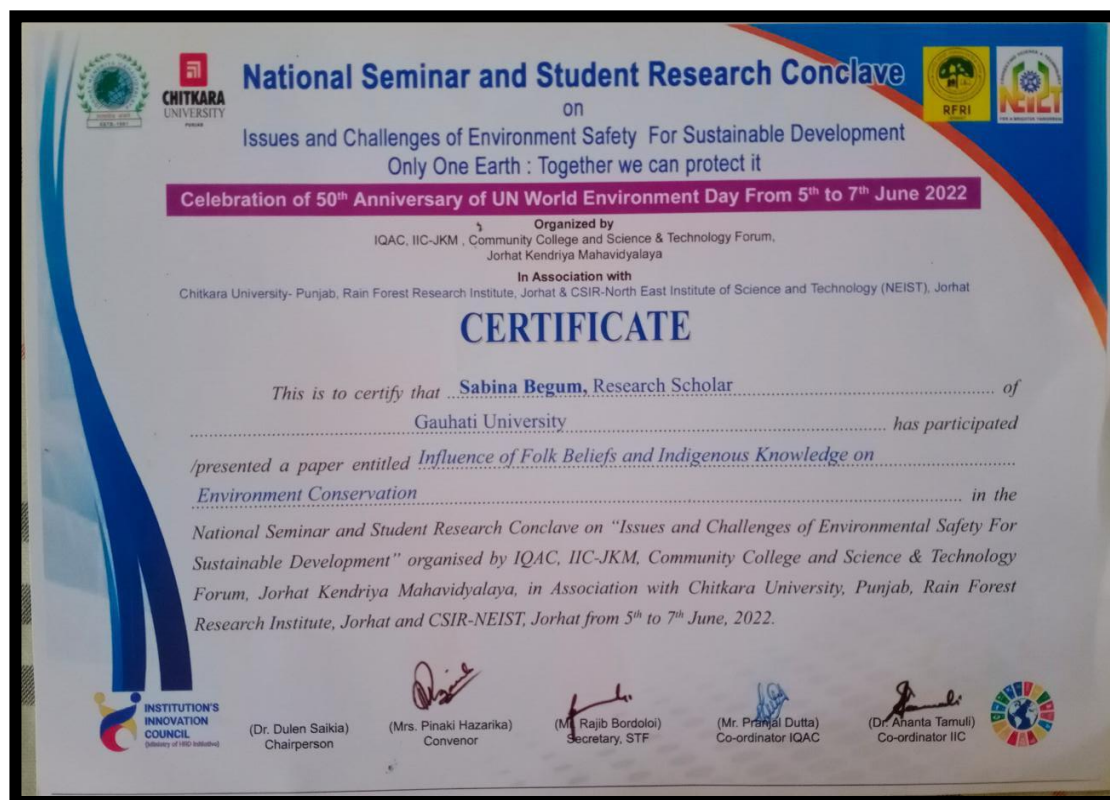 CHITKARA
UNIVERSITY
PUNJAB
National Seminar and Student Research Conclave
on
Issues and Challenges of Environment Safety For Sustainable Development
Only One Earth : Together we can protect it
RFRI
NEIST
Celebration of 50th Anniversary of UN World Environment Day From 5th to 7th June 2022
Organized by
IQAC, IIC-JKM , Community College and Science & Technology Forum,
Jorhat Kendriya Mahavidyalaya
In Association with
Chitkara University- Punjab, Rain Forest Research Institute, Jorhat & CSIR-North East Institute of Science and Technology (NEIST), Jorhat
CERTIFICATE
This is to certify that Sabina Begum, Research Scholar of
Gauhati University has participated
/presented a paper entitled Influence of Folk Beliefs and Indigenous Knowledge on
Environment Conservation in the
National Seminar and Student Research Conclave on "Issues and Challenges of Environmental Safety For
Sustainable Development" organised by IQAC, IIC-JKM, Community College and Science & Technology
Forum, Jorhat Kendriya Mahavidyalaya, in Association with Chitkara University, Punjab, Rain Forest
Research Institute, Jorhat and CSIR-NEIST, Jorhat from 5th to 7th June, 2022.
INSTITUTION'S
INNOVATION
COUNCIL
(Ministry of HRD Initiative)
(Dr. Dulen Saikia)
Chairperson
(Mrs. Pinaki Hazarika)
Convenor
(Mr. Rajib Bordoloi)
Secretary, STF
(Mr. Pranjal Dutta)
Co-ordinator IQAC
(Dr. Ananta Tamuli)
Co-ordinator IIC